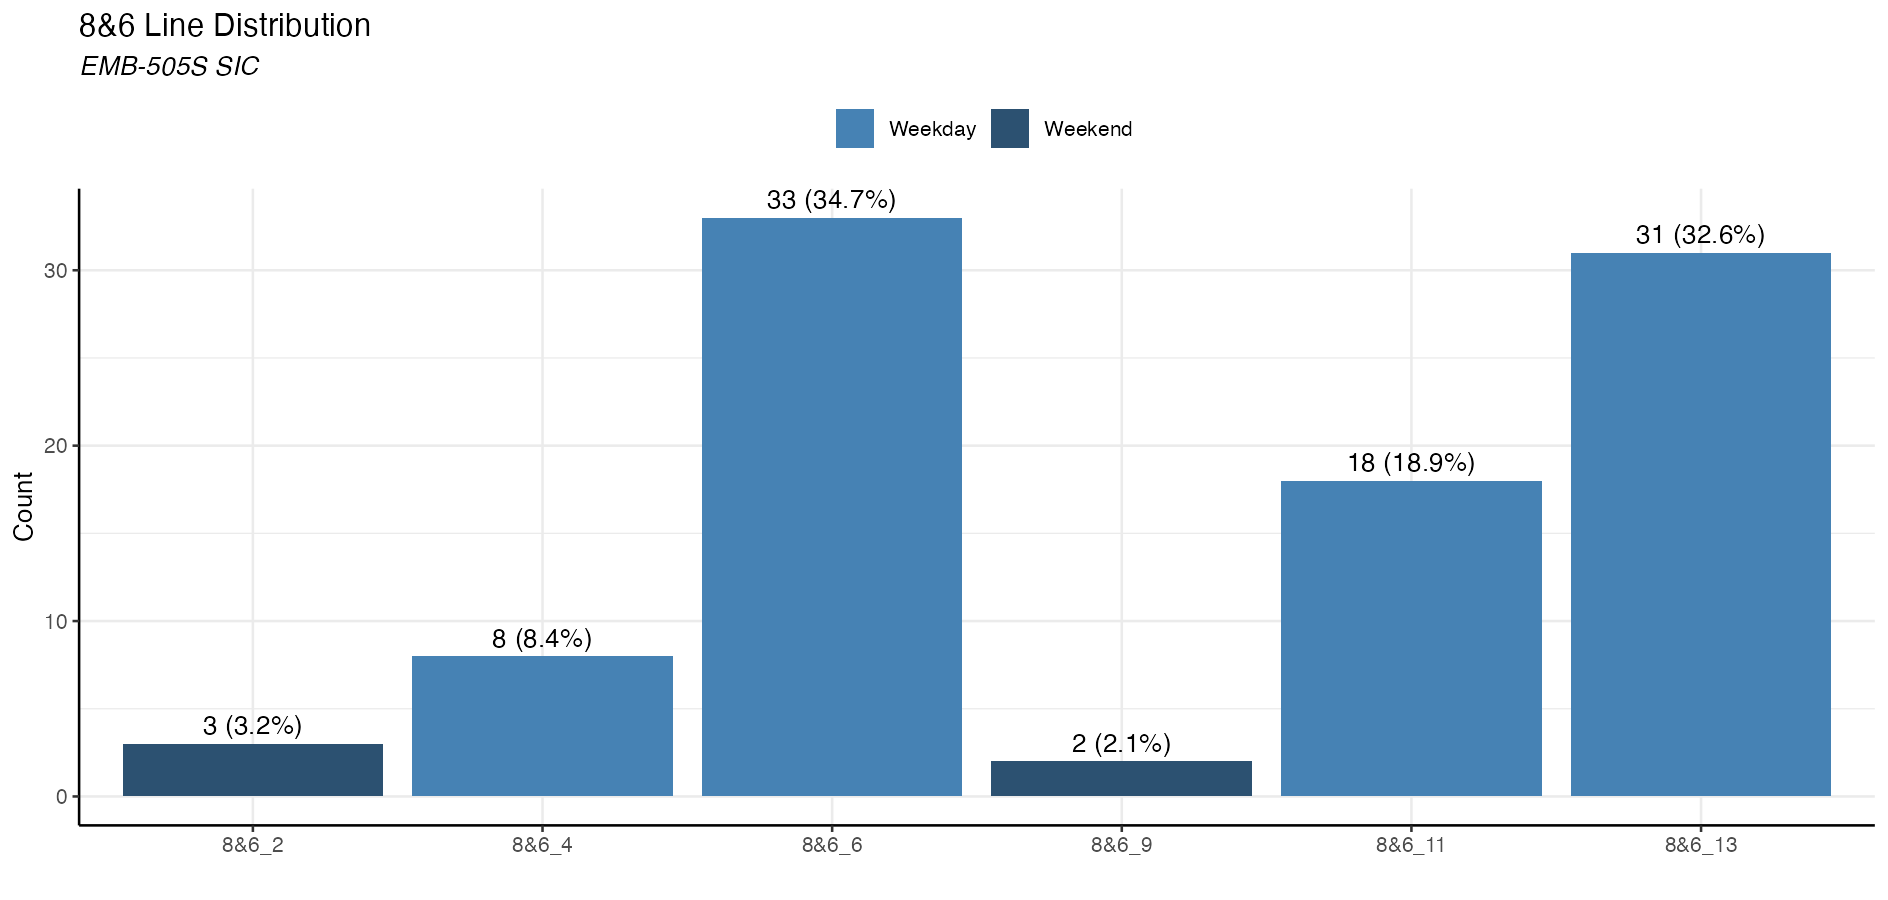 8&6 Line Distribution
EMB-505S SIC
Weekday Weekend
33 (34.7%)
31 (32.6%)
30
20
18 (18.9%)
Count
10
8 (8.4%)
3 (3.2%)
2 (2.1%)
0
8&6_2 8&6_4 8&6_6 8&6_9 8&6_11 8&6_13